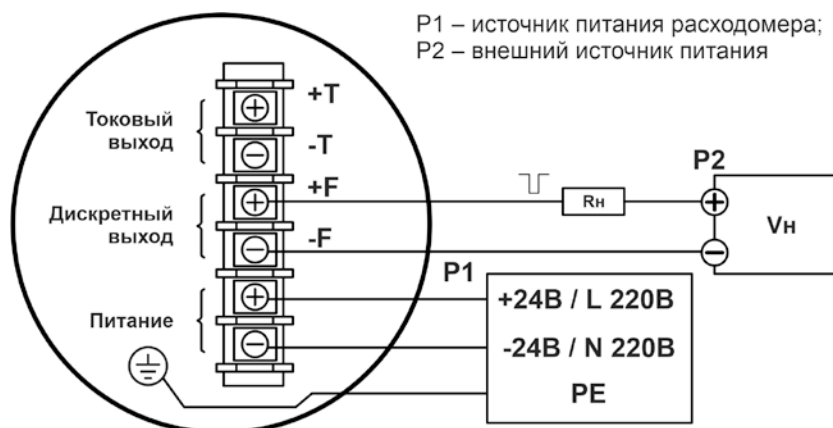 P1 – источник питания расходомера;
P2 – внешний источник питания
Токовый
выход
+T
-T
Дискретный
выход
+F
-F
Rн
P2
+
−
Vн
Питание
P1
+24В / L 220В
-24В / N 220В
PE